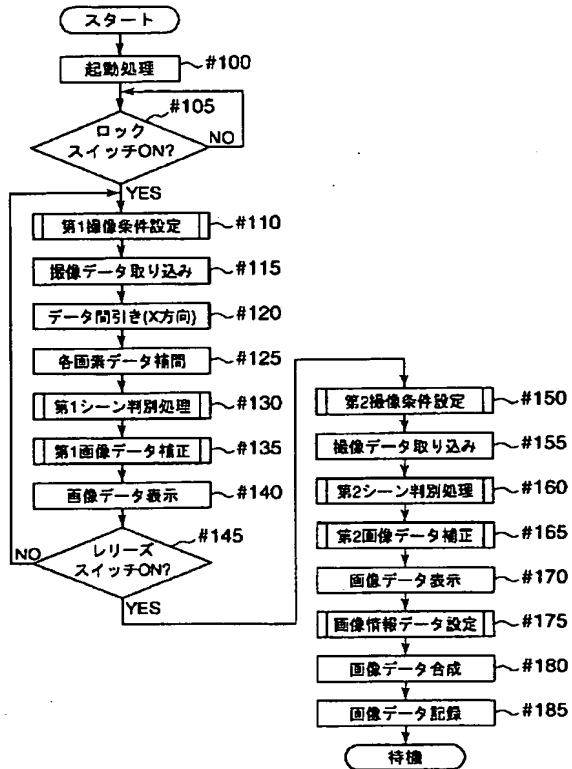 スタート
起動処理 #100
#105
ロック
スイッチON?
NO
YES
第1撮像条件設定 #110
撮像データ取り込み #115
データ間引き(X方向) #120
各画素データ補間 #125
第1シーン判別処理 #130
第1画像データ補正 #135
画像データ表示 #140
#145
レリーズ
スイッチON?
NO
YES
第2撮像条件設定 #150
撮像データ取り込み #155
第2シーン判別処理 #160
第2画像データ補正 #165
画像データ表示 #170
画像情報データ設定 #175
画像データ合成 #180
画像データ記録 #185
待機